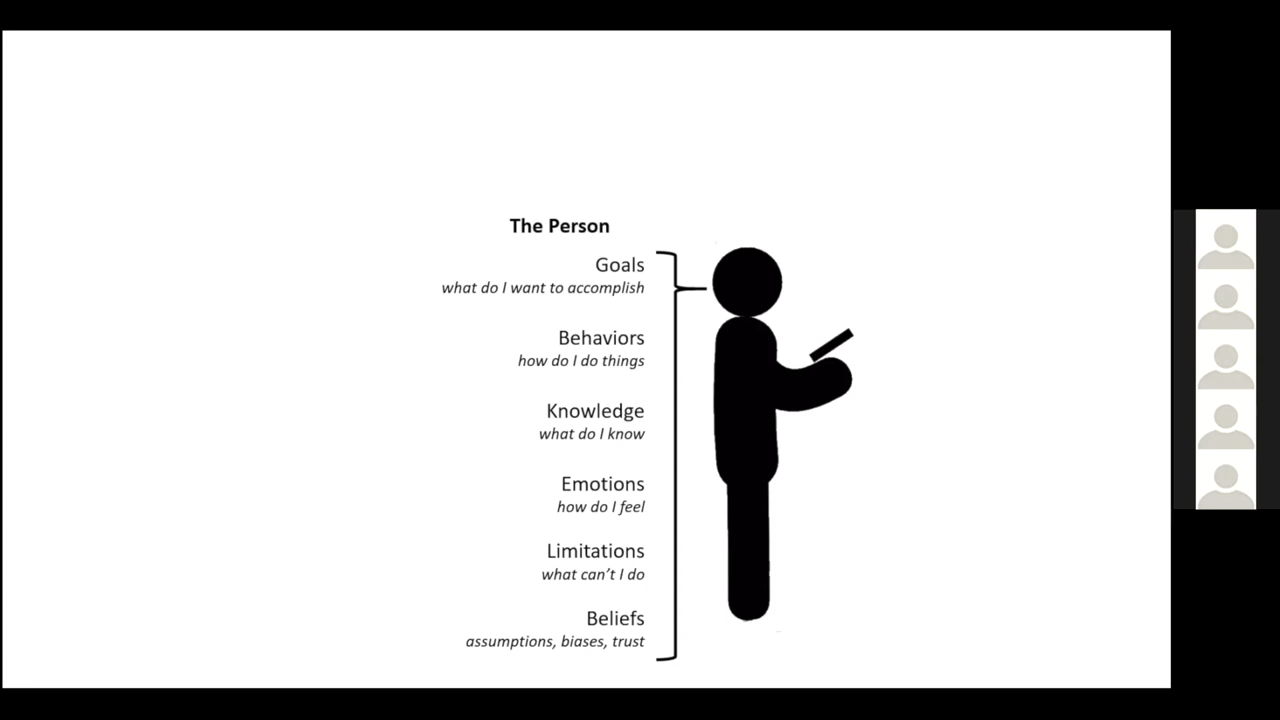 The Person
Goals
what do I want to accomplish
Behaviors
how do I do things
Knowledge
what do I know
Emotions
how do I feel
Limitations
what can’t I do
Beliefs
assumptions, biases, trust